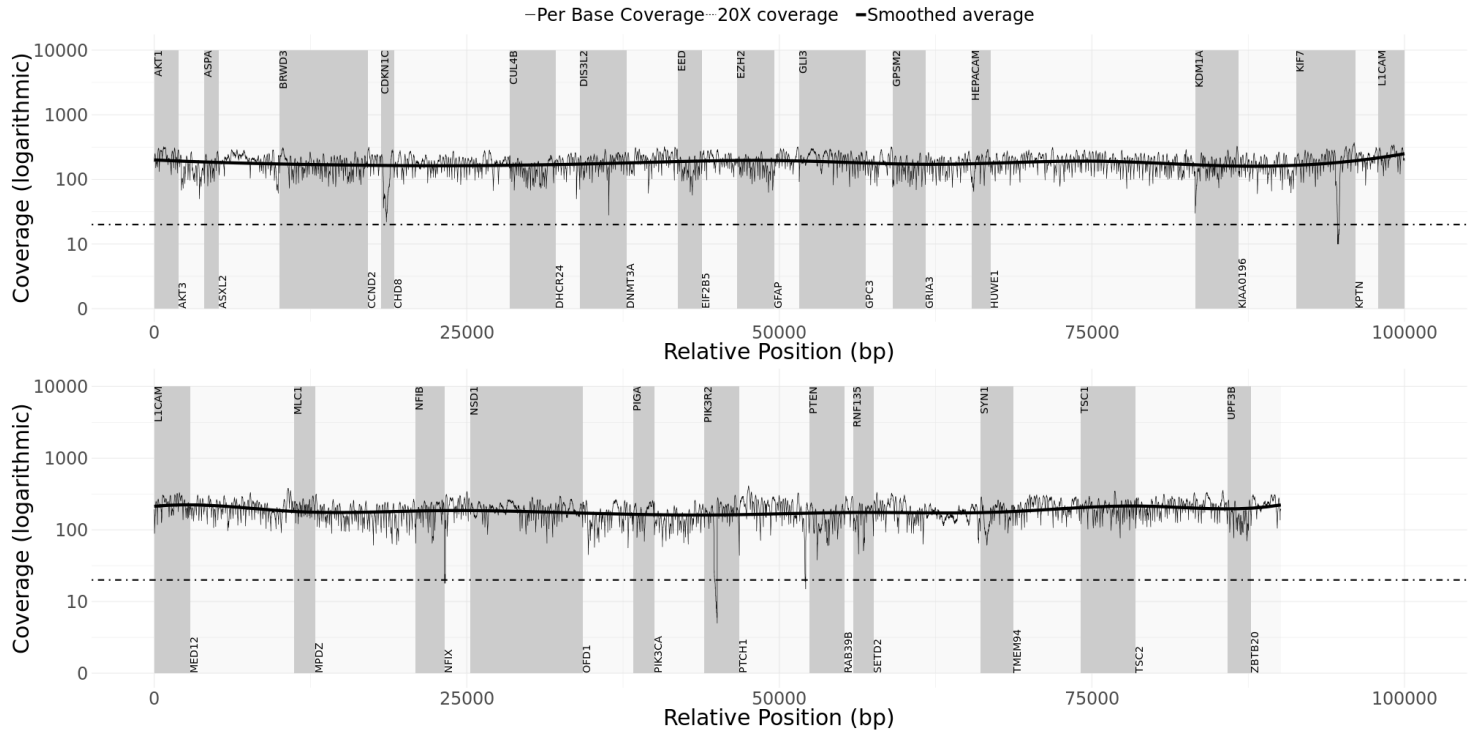 Per Base Coverage 20X coverage Smoothed average
Coverage (logarithmic)
10000
1000
100
10
0
AKT1 ASPA BRWD3 CDKN1C CUL4B DIS3L2 EED EZH2 GLI3 GPSM2 HEPACAM KDM1A KIF7 L1CAM
AKT3 ASXL2 CCND2 CHD8 DHCR24 DNMT3A EIF2B5 GFAP GPC3 GRIA3 HUWE1 KIAA0196 KPTN
0 25000 50000 75000 100000
Relative Position (bp)
Coverage (logarithmic)
10000
1000
100
10
0
L1CAM MLC1 NFIB NSD1 PIGA PIK3R2 PTEN RNF135 SYN1 TSC1 UPF3B
MED12 MPDZ NFIX OFD1 PIK3CA PTCH1 RAB39B SETD2 TMEM94 TSC2 ZBTB20
0 25000 50000 75000 100000
Relative Position (bp)